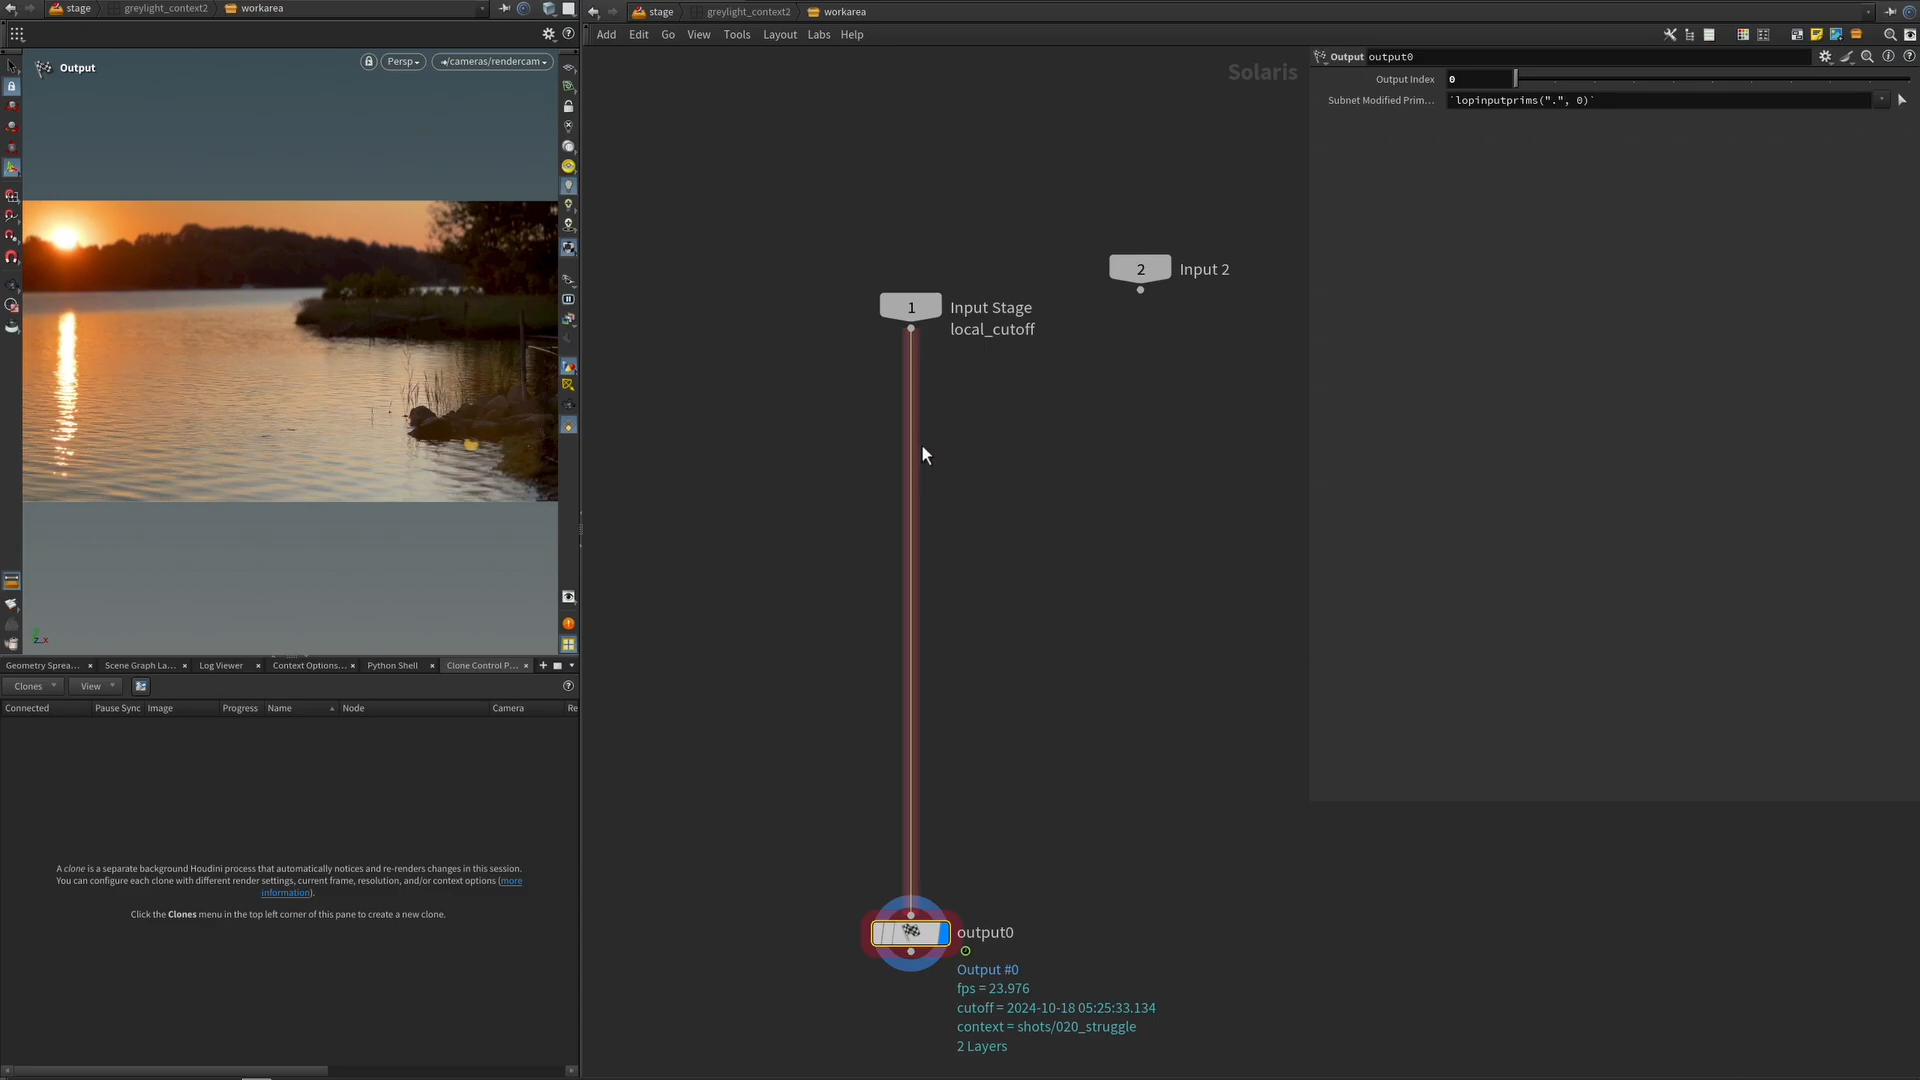 stage
greylight_context2
workarea
stage
greylight_context2
workarea
Add
Edit
Go
View
Tools
Layout
Labs
Help
Output output0
Output
Persp
/cameras/rendercam
Solaris
Output Index
0
Subnet Modified Prim...
`lopinputprims(".", 0)`
2
Input 2
1
Input Stage
local_cutoff
z x
Geometry Sprea...
Scene Graph La...
Log Viewer
Context Options...
Python Shell
Clone Control P...
Clones
View
Connected
Pause Sync
Image
Progress
Name
Node
Camera
Re
A clone is a separate background Houdini process that automatically notices and re-renders changes in this session.
You can configure each clone with different render settings, current frame, resolution, and/or context options (more
information).
Click the Clones menu in the top left corner of this pane to create a new clone.
output0
Output #0
fps = 23.976
cutoff = 2024-10-18 05:25:33.134
context = shots/020_struggle
2 Layers